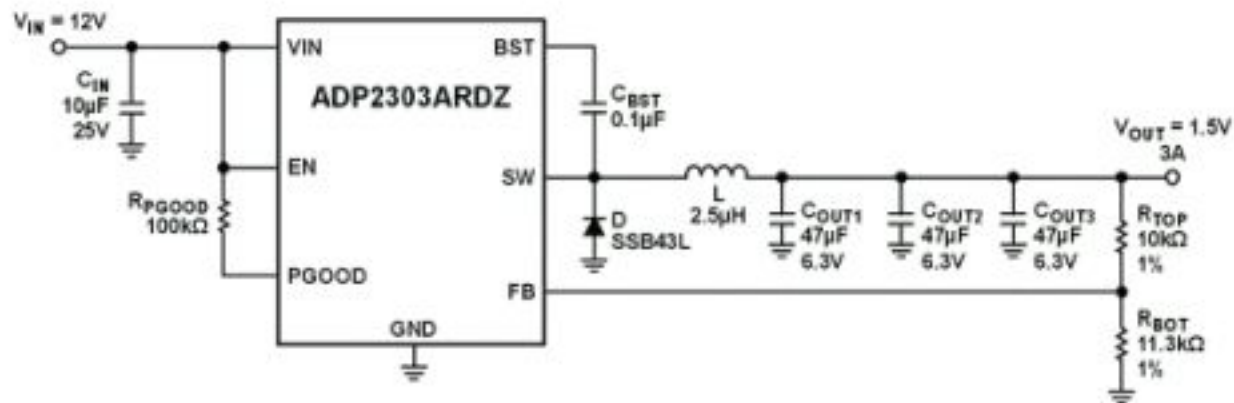 VIN = 12V
CIN
10µF
25V
VIN
BST
ADP2303ARDZ
CBST
0.1µF
VOUT = 1.5V
3A
EN
SW
RPGOOD
100kΩ
L
2.5µH
D
SSB43L
COUT1
47µF
6.3V
COUT2
47µF
6.3V
COUT3
47µF
6.3V
RTOP
10kΩ
1%
PGOOD
FB
GND
RBOT
11.3kΩ
1%